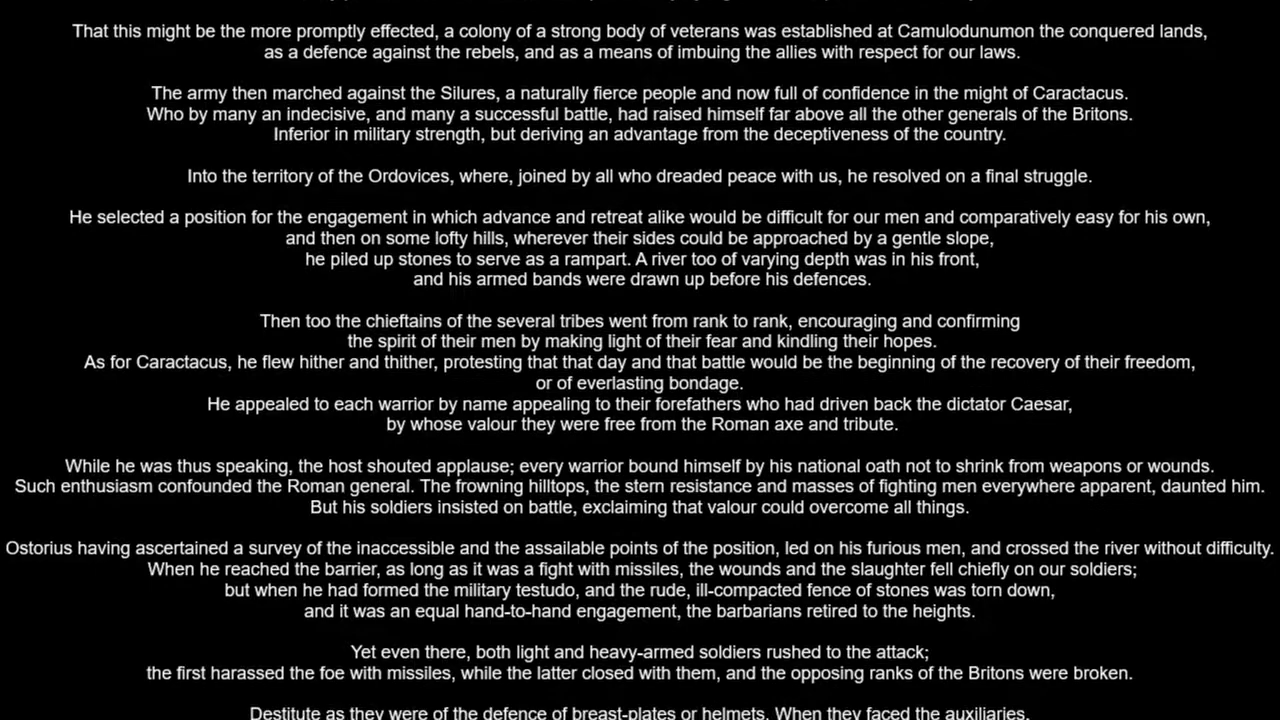 That this might be the more promptly effected, a colony of a strong body of veterans was established at Camulodunumon the conquered lands,
as a defence against the rebels, and as a means of imbuing the allies with respect for our laws.
The army then marched against the Silures, a naturally fierce people and now full of confidence in the might of Caractacus.
Who by many an indecisive, and many a successful battle, had raised himself far above all the other generals of the Britons.
Inferior in military strength, but deriving an advantage from the deceptiveness of the country.
Into the territory of the Ordovices, where, joined by all who dreaded peace with us, he resolved on a final struggle.
He selected a position for the engagement in which advance and retreat alike would be difficult for our men and comparatively easy for his own,
and then on some lofty hills, wherever their sides could be approached by a gentle slope,
he piled up stones to serve as a rampart. A river too of varying depth was in his front,
and his armed bands were drawn up before his defences.
Then too the chieftains of the several tribes went from rank to rank, encouraging and confirming
the spirit of their men by making light of their fear and kindling their hopes.
As for Caractacus, he flew hither and thither, protesting that that day and that battle would be the beginning of the recovery of their freedom,
or of everlasting bondage.
He appealed to each warrior by name appealing to their forefathers who had driven back the dictator Caesar,
by whose valour they were free from the Roman axe and tribute.
While he was thus speaking, the host shouted applause; every warrior bound himself by his national oath not to shrink from weapons or wounds.
Such enthusiasm confounded the Roman general. The frowning hilltops, the stern resistance and masses of fighting men everywhere apparent, daunted him.
But his soldiers insisted on battle, exclaiming that valour could overcome all things.
Ostorius having ascertained a survey of the inaccessible and the assailable points of the position, led on his furious men, and crossed the river without difficulty.
When he reached the barrier, as long as it was a fight with missiles, the wounds and the slaughter fell chiefly on our soldiers;
but when he had formed the military testudo, and the rude, ill-compacted fence of stones was torn down,
and it was an equal hand-to-hand engagement, the barbarians retired to the heights.
Yet even there, both light and heavy-armed soldiers rushed to the attack;
the first harassed the foe with missiles, while the latter closed with them, and the opposing ranks of the Britons were broken.
Destitute as they were of the defence of breast-plates or helmets. When they faced the auxiliaries,